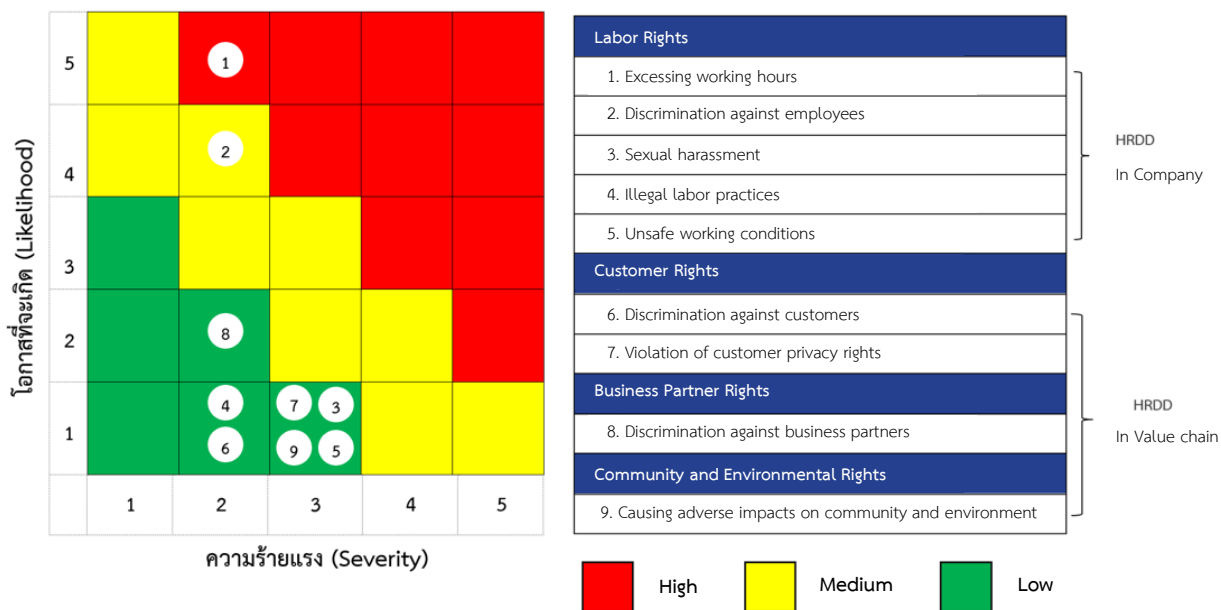 โอกาสที่จะเกิด (Likelihood)
5
1
4
2
3
2
8
1
4
7
3
6
9
5
1
2
3
4
5
ความร้ายแรง (Severity)
Labor Rights
1. Excessing working hours
2. Discrimination against employees
3. Sexual harassment
4. Illegal labor practices
5. Unsafe working conditions
Customer Rights
6. Discrimination against customers
7. Violation of customer privacy rights
Business Partner Rights
8. Discrimination against business partners
Community and Environmental Rights
9. Causing adverse impacts on community and environment
HRDD
In Company
HRDD
In Value chain
High
Medium
Low